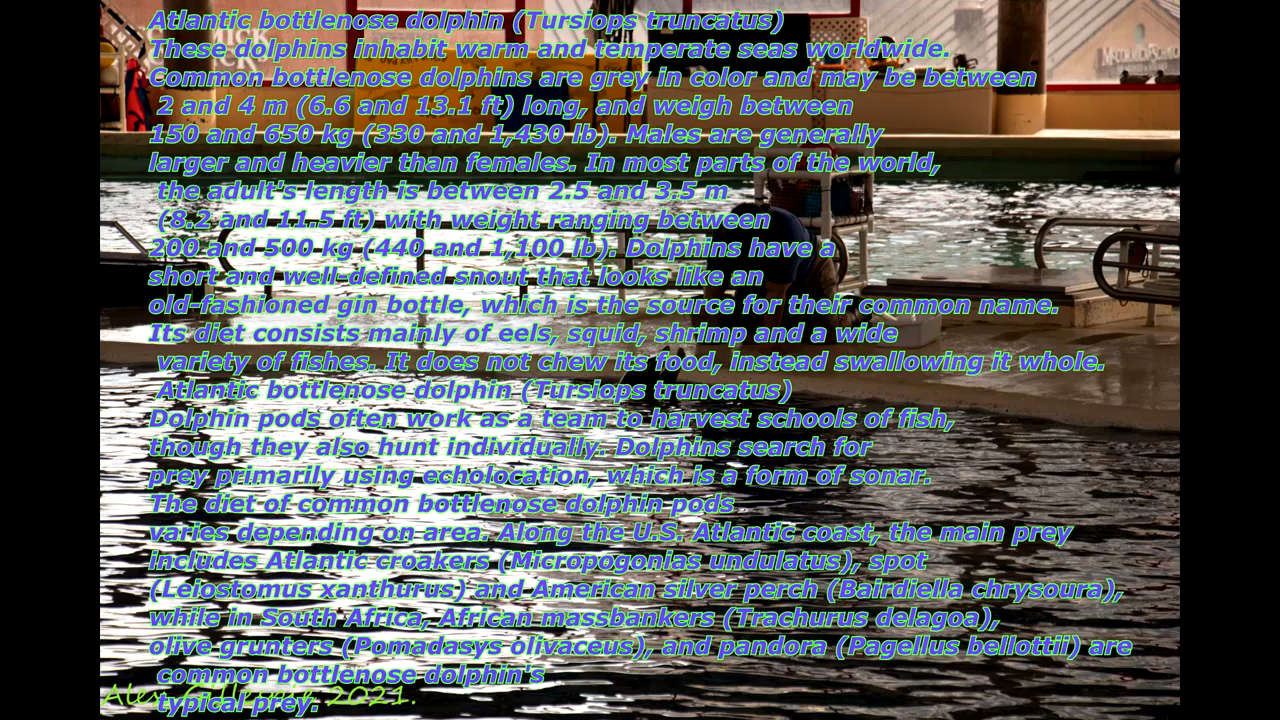 Atlantic bottlenose dolphin (Tursiops truncatus)
These dolphins inhabit warm and temperate seas worldwide.
Common bottlenose dolphins are grey in color and may be between
2 and 4 m (6.6 and 13.1 ft) long, and weigh between
150 and 650 kg (330 and 1,430 lb). Males are generally
larger and heavier than females. In most parts of the world,
the adult's length is between 2.5 and 3.5 m
(8.2 and 11.5 ft) with weight ranging between
200 and 500 kg (440 and 1,100 lb). Dolphins have a
short and well-defined snout that looks like an
old-fashioned gin bottle, which is the source for their common name.
Its diet consists mainly of eels, squid, shrimp and a wide
variety of fishes. It does not chew its food, instead swallowing it whole.
Atlantic bottlenose dolphin (Tursiops truncatus)
Dolphin pods often work as a team to harvest schools of fish,
though they also hunt individually. Dolphins search for
prey primarily using echolocation, which is a form of sonar.
The diet of common bottlenose dolphin pods
varies depending on area. Along the U.S. Atlantic coast, the main prey
includes Atlantic croakers (Micropogonias undulatus), spot
(Leiostomus xanthurus) and American silver perch (Bairdiella chrysoura),
while in South Africa, African massbankers (Trachurus delagoa),
olive grunters (Pomadasys olivaceus), and pandora (Pagellus bellottii) are
common bottlenose dolphin's
typical prey.
2021.